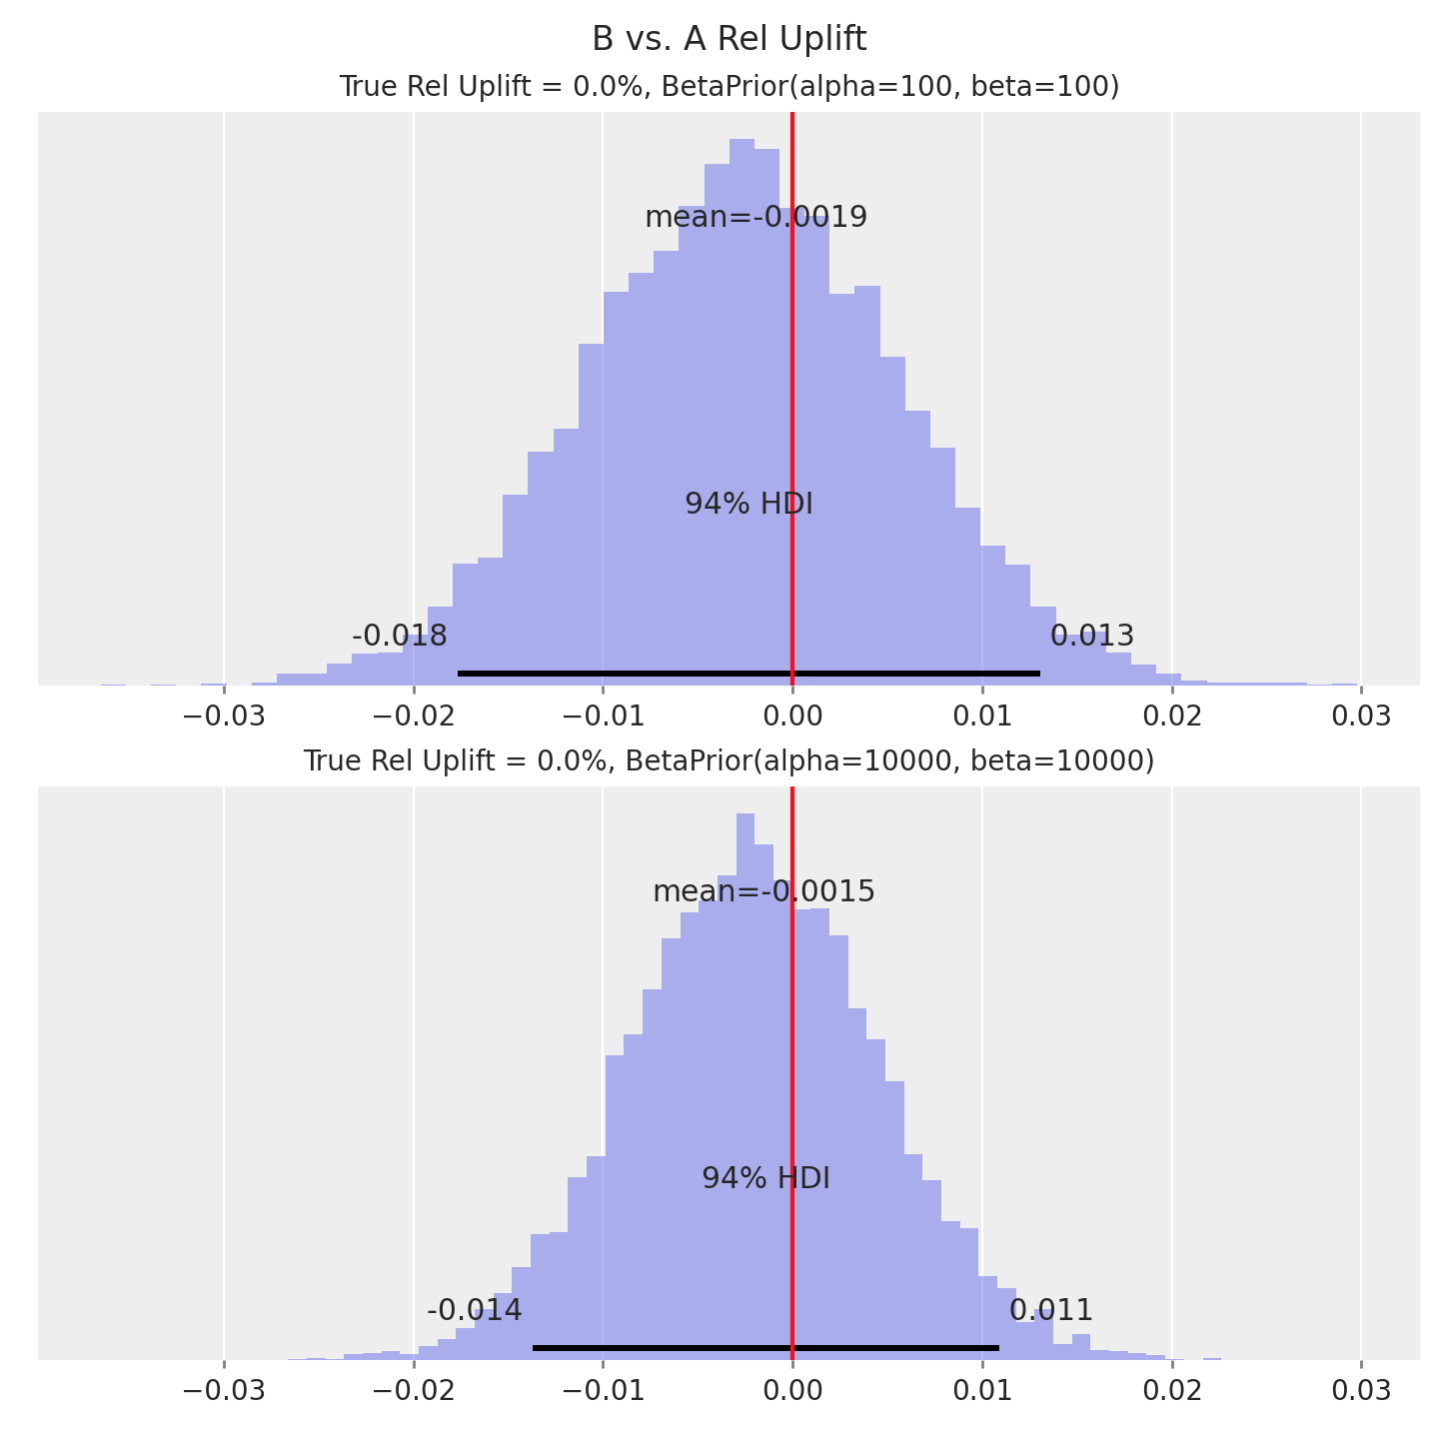 B vs. A Rel Uplift
True Rel Uplift = 0.0%, BetaPrior(alpha=100, beta=100)
mean=-0.0019
94% HDI
-0.018 0.013
−0.03 −0.02 −0.01 0.00 0.01 0.02 0.03
True Rel Uplift = 0.0%, BetaPrior(alpha=10000, beta=10000)
mean=-0.0015
94% HDI
-0.014 0.011
−0.03 −0.02 −0.01 0.00 0.01 0.02 0.03